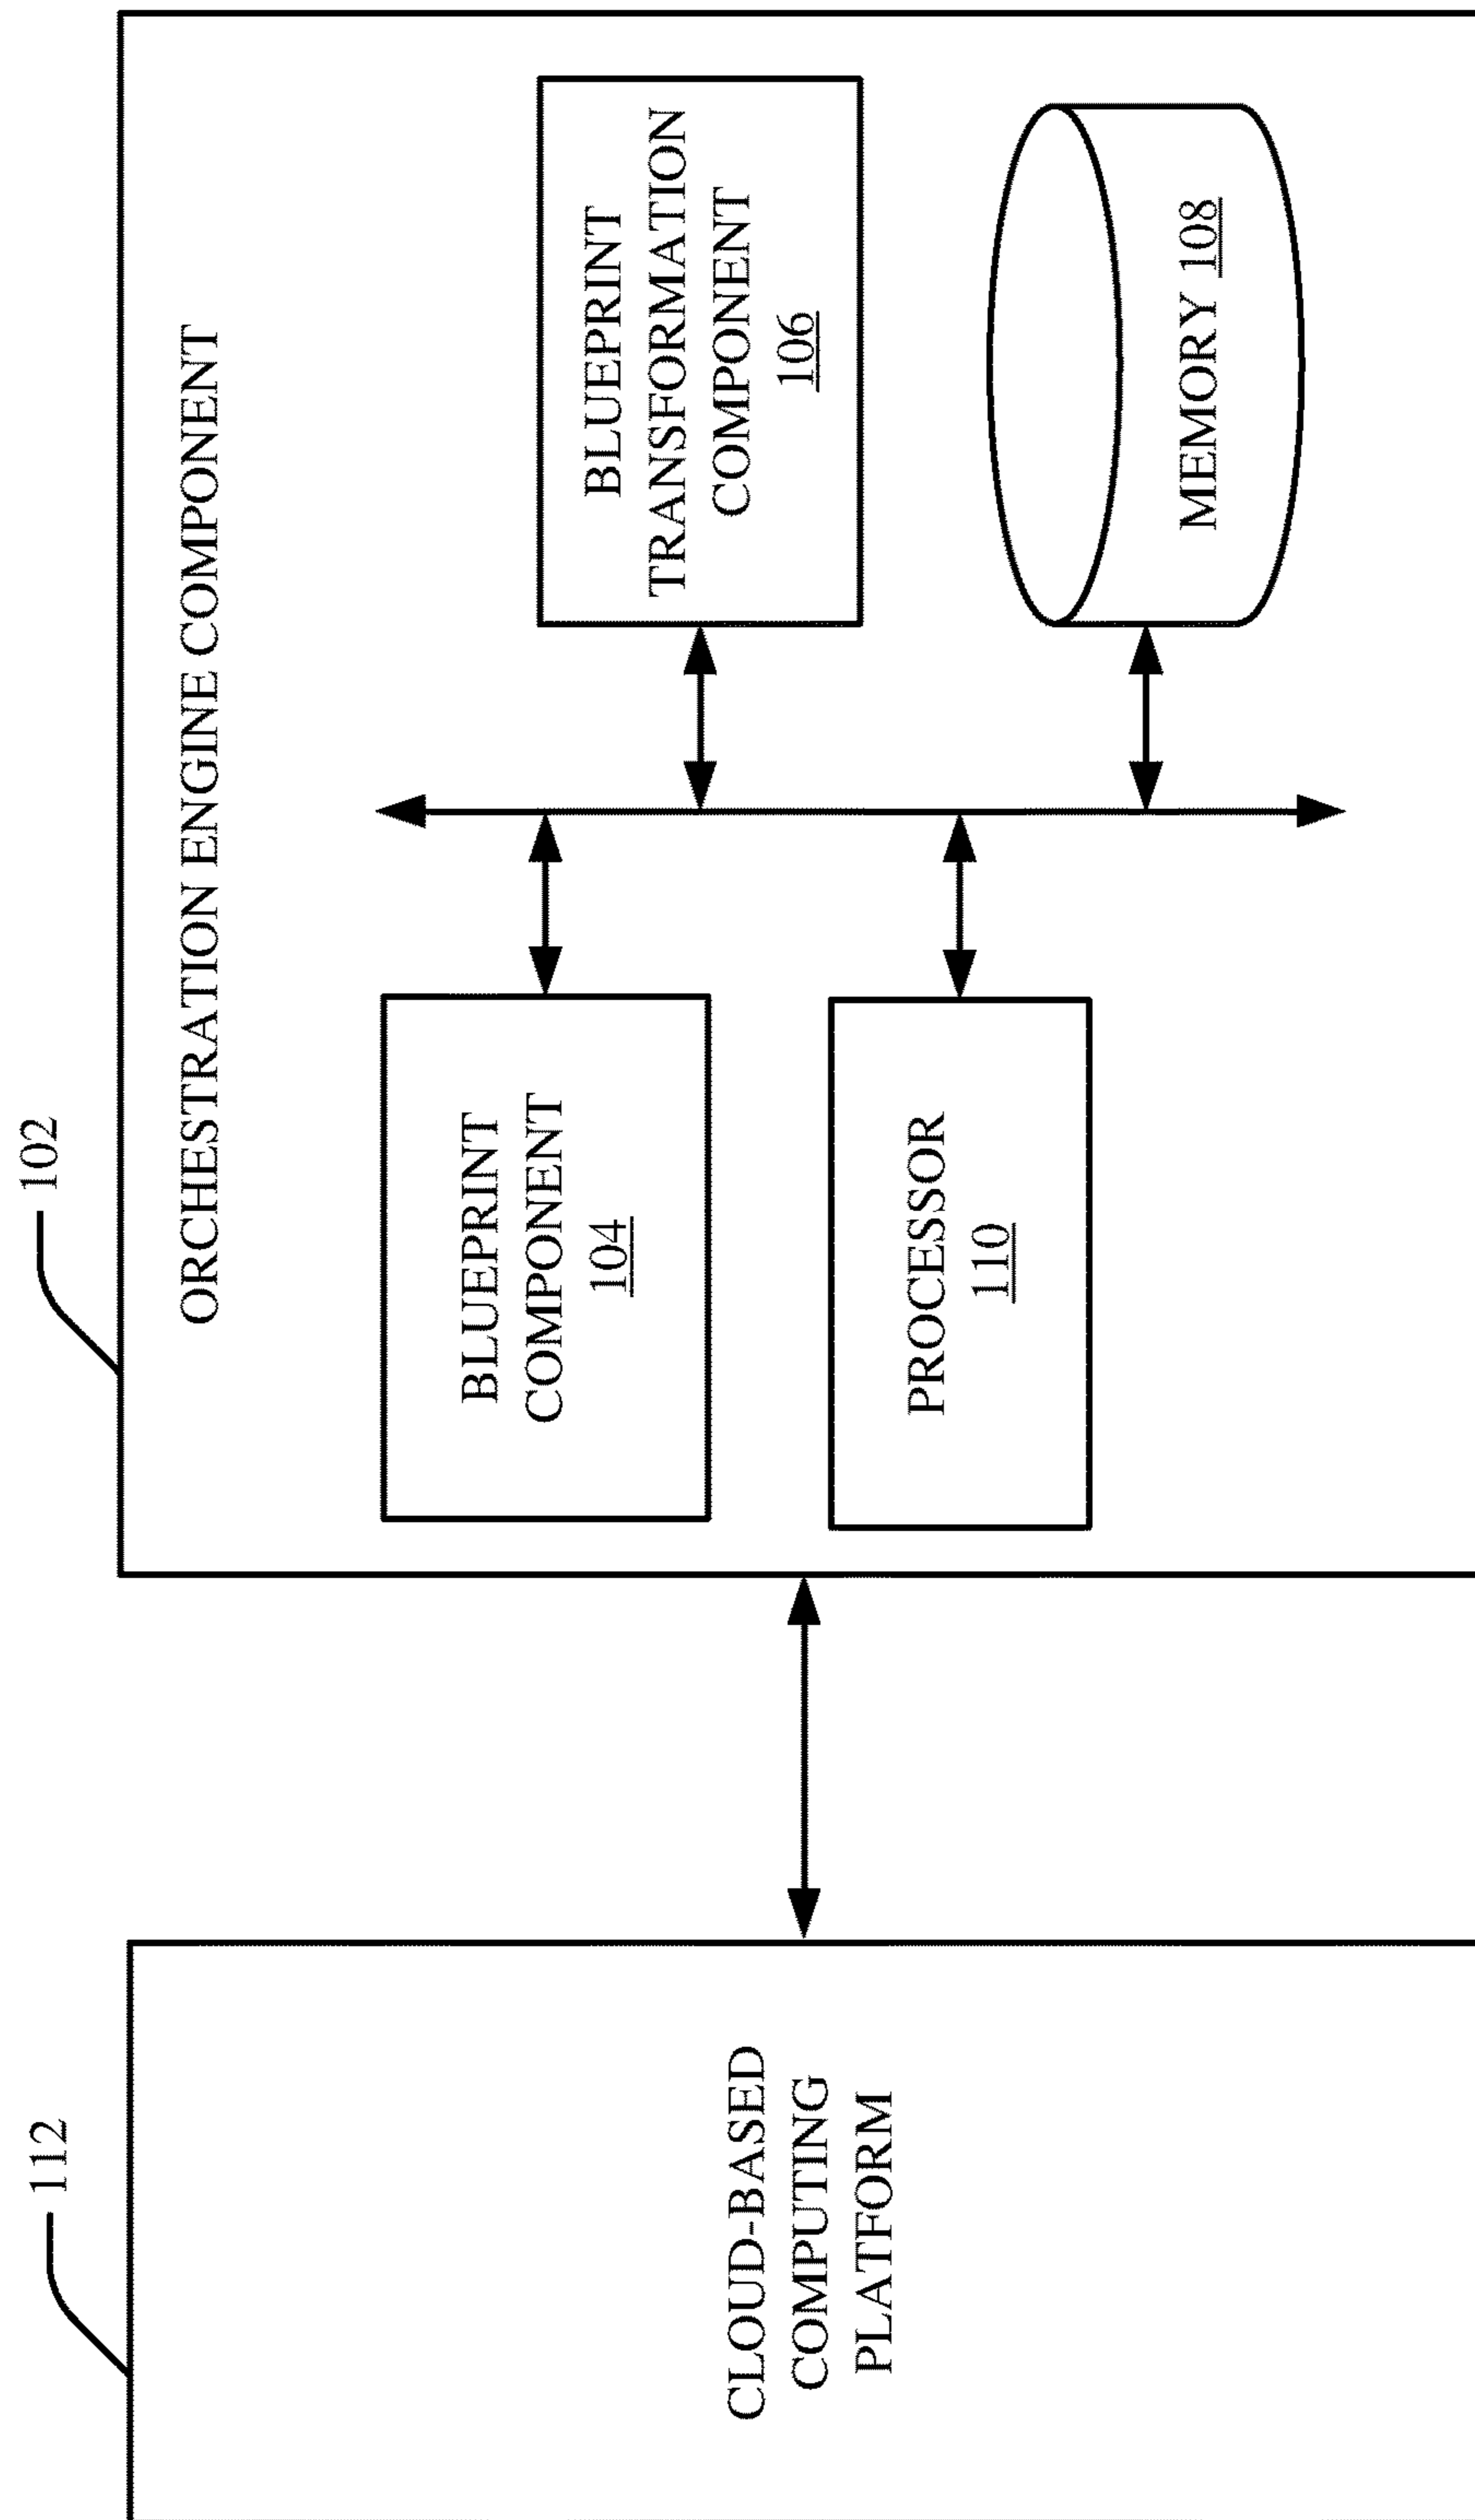 112
102
CLOUD-BASED
COMPUTING
PLATFORM
ORCHESTRATION ENGINE COMPONENT
BLUEPRINT
COMPONENT
104
BLUEPRINT
TRANSFORMATION
COMPONENT
106
PROCESSOR
110
MEMORY 108